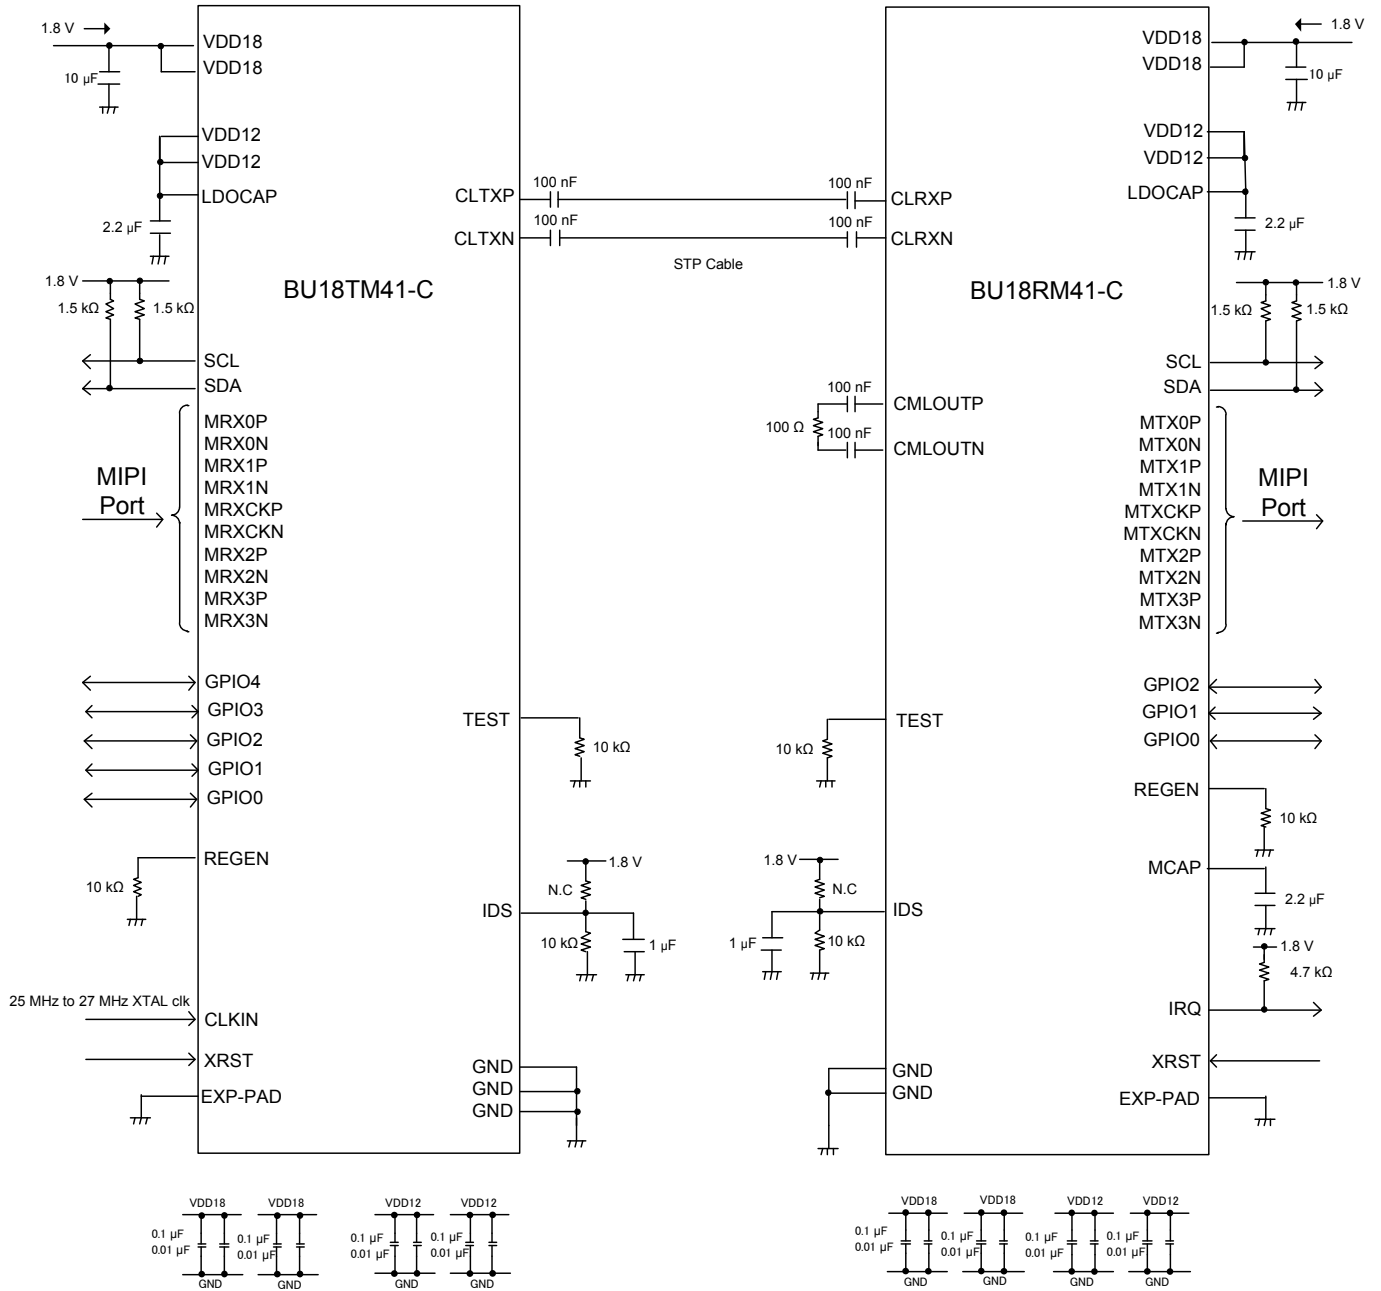 1.8 V
VDD18
VDD18
10 µF
VDD12
VDD12
LDOCAP
2.2 µF
1.8 V
1.5 kΩ
1.5 kΩ
SCL
SDA
MRX0P
MRX0N
MRX1P
MRX1N
MRXCKP
MRXCKN
MRX2P
MRX2N
MRX3P
MRX3N
MIPI
Port
GPIO4
GPIO3
GPIO2
GPIO1
GPIO0
REGEN
10 kΩ
25 MHz to 27 MHz XTAL clk
CLKIN
XRST
EXP-PAD
BU18TM41-C
CLTXP
CLTXN
100 nF
100 nF
TEST
10 kΩ
1.8 V
N.C
IDS
10 kΩ
1 µF
GND
GND
GND
STP Cable
100 nF
100 nF
CLRXP
CLRXN
BU18RM41-C
100 nF
CMLOUTP
100 Ω
100 nF
CMLOUTN
TEST
10 kΩ
1.8 V
N.C
IDS
1 µF
10 kΩ
GND
GND
1.8 V
VDD18
VDD18
10 µF
VDD12
VDD12
LDOCAP
2.2 µF
1.8 V
1.5 kΩ
1.5 kΩ
SCL
SDA
MTX0P
MTX0N
MTX1P
MTX1N
MTXCKP
MTXCKN
MTX2P
MTX2N
MTX3P
MTX3N
MIPI
Port
GPIO2
GPIO1
GPIO0
REGEN
10 kΩ
MCAP
2.2 µF
1.8 V
4.7 kΩ
IRQ
XRST
EXP-PAD
VDD18
0.1 µF
0.01 µF
GND
VDD18
0.1 µF
0.01 µF
GND
VDD12
0.1 µF
0.01 µF
GND
VDD12
0.1 µF
0.01 µF
GND
VDD18
0.1 µF
0.01 µF
GND
VDD18
0.1 µF
0.01 µF
GND
VDD12
0.1 µF
0.01 µF
GND
VDD12
0.1 µF
0.01 µF
GND